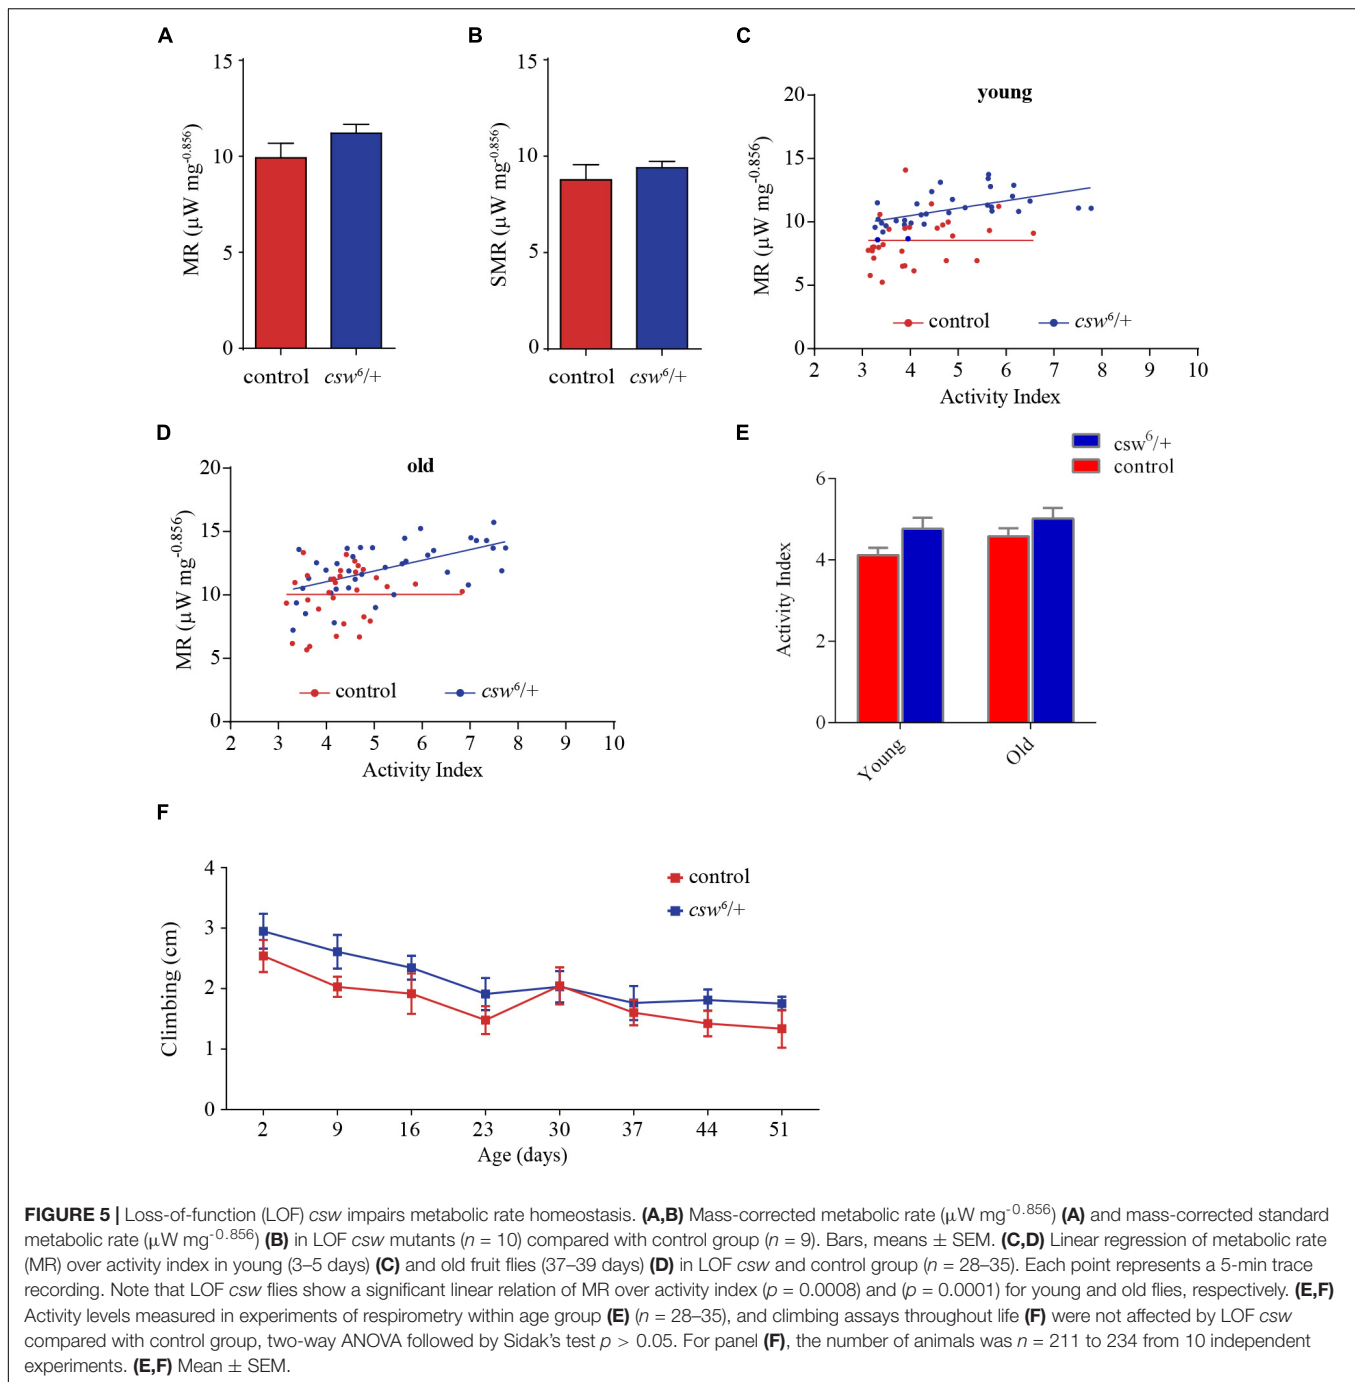 A
15
10
5
0
MR (μW mg-0.856)
control
csw6/+
B
15
10
5
0
SMR (μW mg-0.856)
control
csw6/+
C
young
20
15
10
5
0
MR (μW mg-0.856)
control
csw6/+
2 3 4 5 6 7 8 9 10
Activity Index
D
old
20
15
10
5
0
MR (μW mg-0.856)
control
csw6/+
2 3 4 5 6 7 8 9 10
Activity Index
E
csw6/+
control
6
4
2
0
Activity Index
Young
Old
F
4
3
2
1
0
Climbing (cm)
control
csw6/+
2 9 16 23 30 37 44 51
Age (days)
FIGURE 5 | Loss-of-function (LOF) csw impairs metabolic rate homeostasis. (A,B) Mass-corrected metabolic rate (μW mg-0.856) (A) and mass-corrected standard
metabolic rate (μW mg-0.856) (B) in LOF csw mutants (n = 10) compared with control group (n = 9). Bars, means ± SEM. (C,D) Linear regression of metabolic rate
(MR) over activity index in young (3–5 days) (C) and old fruit flies (37–39 days) (D) in LOF csw and control group (n = 28–35). Each point represents a 5-min trace
recording. Note that LOF csw flies show a significant linear relation of MR over activity index (p = 0.0008) and (p = 0.0001) for young and old flies, respectively. (E,F)
Activity levels measured in experiments of respirometry within age group (E) (n = 28–35), and climbing assays throughout life (F) were not affected by LOF csw
compared with control group, two-way ANOVA followed by Sidak's test p > 0.05. For panel (F), the number of animals was n = 211 to 234 from 10 independent
experiments. (E,F) Mean ± SEM.